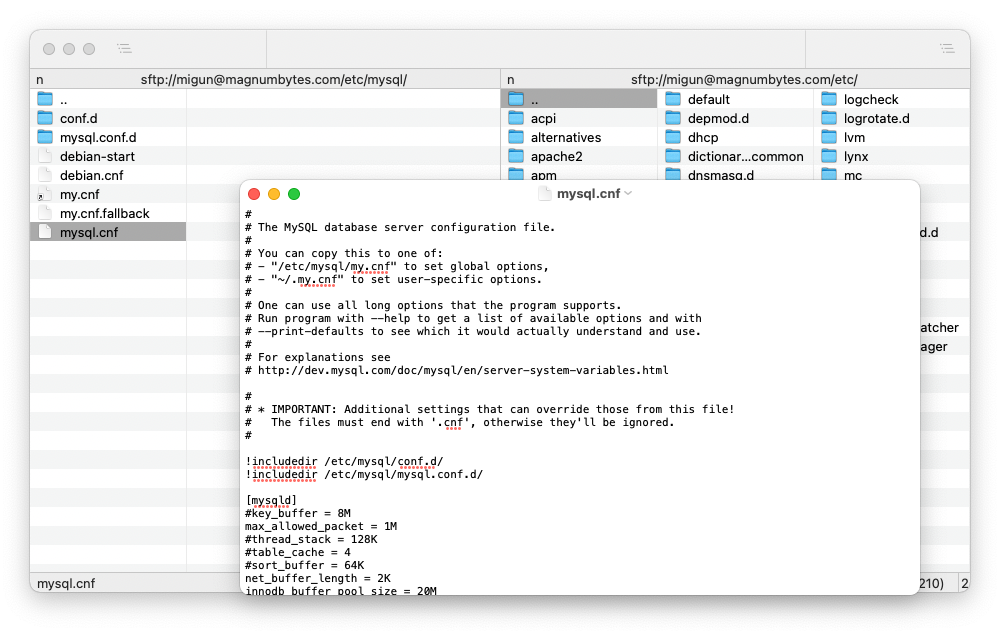 n
sftp://migun@magnumbytes.com/etc/mysql/
n
sftp://migun@magnumbytes.com/etc/
..
conf.d
mysql.conf.d
debian-start
debian.cnf
my.cnf
my.cnf.fallback
mysql.cnf
..
acpi
alternatives
apache2
apm
default
depmod.d
dhcp
dictionar...common
dnsmasq.d
logcheck
logrotate.d
lvm
lynx
mc
d.d
atcher
ager
mysql.cnf
#
# The MySQL database server configuration file.
#
# You can copy this to one of:
# - "/etc/mysql/my.cnf" to set global options,
# - "~/.my.cnf" to set user-specific options.
#
# One can use all long options that the program supports.
# Run program with --help to get a list of available options and with
# --print-defaults to see which it would actually understand and use.
#
# For explanations see
# http://dev.mysql.com/doc/mysql/en/server-system-variables.html
#
# * IMPORTANT: Additional settings that can override those from this file!
#   The files must end with '.cnf', otherwise they'll be ignored.
#
!includedir /etc/mysql/conf.d/
!includedir /etc/mysql/mysql.conf.d/
[mysqld]
#key_buffer = 8M
max_allowed_packet = 1M
#thread_stack = 128K
#table_cache = 4
#sort_buffer = 64K
net_buffer_length = 2K
innodb_buffer_pool_size = 20M
mysql.cnf
210)
2